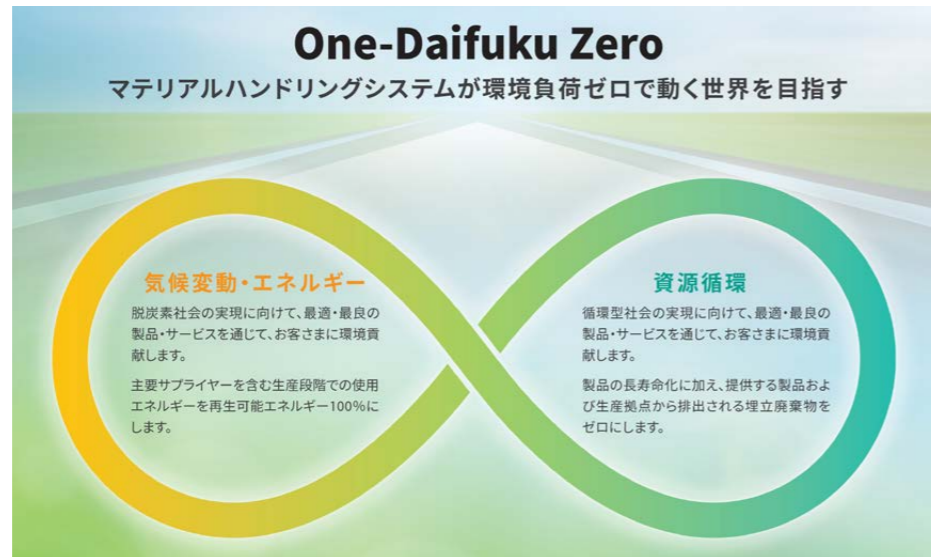 One-Daifuku Zero
マテリアルハンドリングシステムが環境負荷ゼロで動く世界を目指す
気候変動・エネルギー
脱炭素社会の実現に向けて、最適・最良の
製品・サービスを通じて、お客さまに環境貢
献します。
主要サプライヤーを含む生産段階での使用
エネルギーを再生可能エネルギー100%に
します。
資源循環
循環型社会の実現に向けて、最適・最良の
製品・サービスを通じて、お客さまに環境貢
献します。
製品の長寿命化に加え、提供する製品およ
び生産拠点から排出される埋立廃棄物を
ゼロにします。